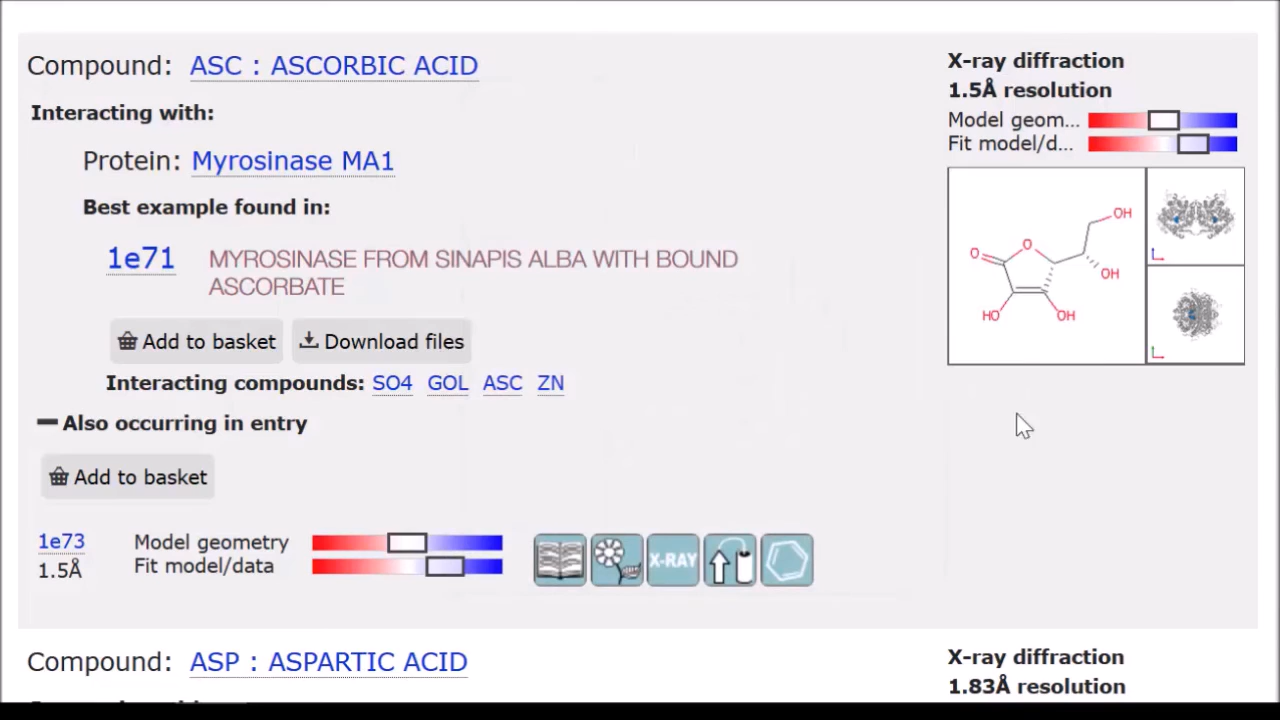 Compound: ASC : ASCORBIC ACID
Interacting with:
Protein: Myrosinase MA1
Best example found in:
1e71 MYROSINASE FROM SINAPIS ALBA WITH BOUND
ASCORBATE
Add to basket Download files
Interacting compounds: SO4 GOL ASC ZN
Also occurring in entry
Add to basket
1e73 Model geometry
1.5Å Fit model/data
X-RAY
X-ray diffraction
1.5Å resolution
Model geom...
Fit model/d...
OH
O
O
OH
HO
OH
Compound: ASP : ASPARTIC ACID
X-ray diffraction
1.83Å resolution